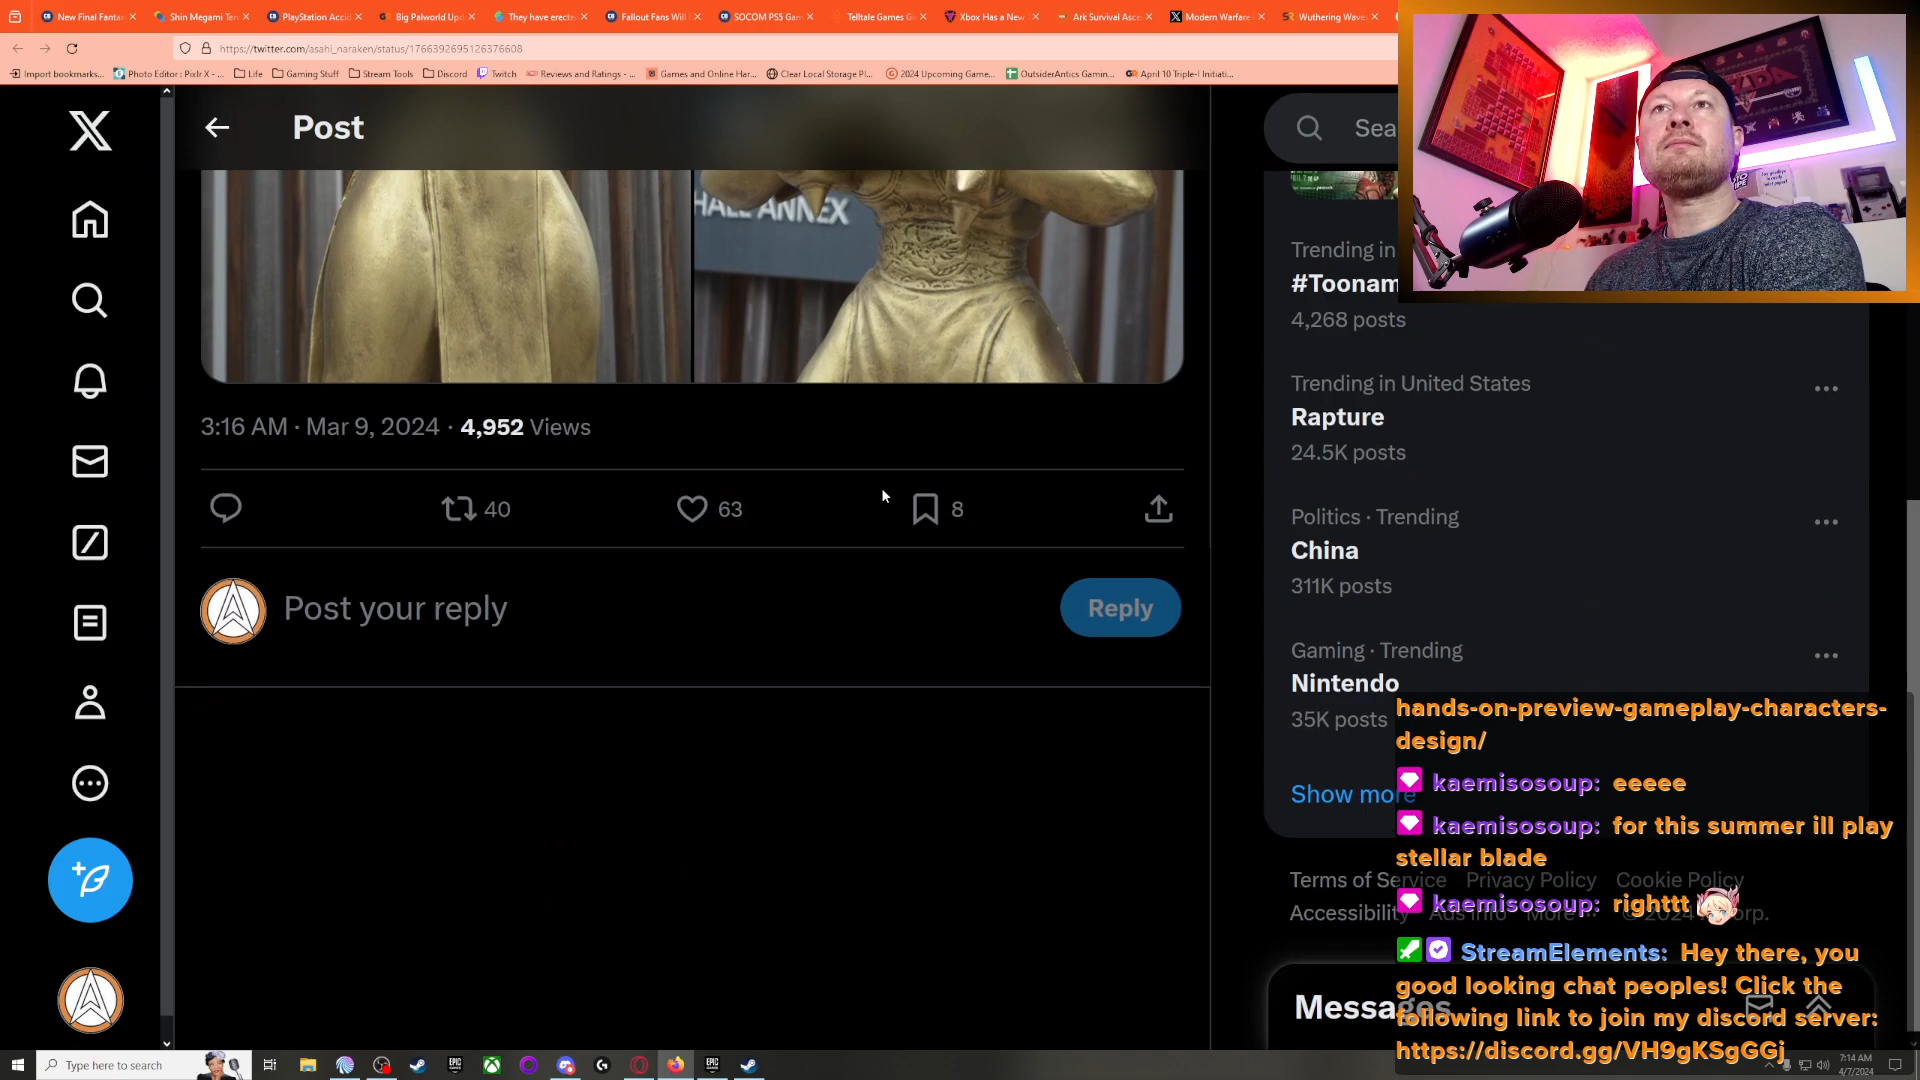 New Final Fanta
Shin Megami Ten
PlayStation Accid
Big Palworld Upd
They have erecte
Fallout Fans Will
SOCOM PS5 Gam
Telltale Games G
Xbox Has a New
Ark Survival Asce
Modern Warfare
Wuthering Wave
https://twitter.com/asahi_naraken/status/1766392695126376608
Import bookmarks...
Photo Editor : Pixlr X - ...
Life
Gaming Stuff
Stream Tools
Discord
Twitch
Reviews and Ratings - ...
Games and Online Har...
Clear Local Storage Pl...
2024 Upcoming Game...
OutsiderAntics Gamin...
April 10 Triple-I Initiati...
Post
HALL ANNEX
3:16 AM · Mar 9, 2024 · 4,952 Views
40
63
8
Post your reply
Reply
Sea
Trending in
#Toonam
4,268 posts
Trending in United States
Rapture
24.5K posts
Politics · Trending
China
311K posts
Gaming · Trending
Nintendo
35K posts
Show more
Terms of Service Privacy Policy Cookie Policy
Accessibility Ads info More © 2024 X Corp.
Messages
hands-on-preview-gameplay-characters-
design/
kaemisosoup: eeeee
kaemisosoup: for this summer ill play
stellar blade
kaemisosoup: righttt
StreamElements: Hey there, you
good looking chat peoples! Click the
following link to join my discord server:
https://discord.gg/VH9gKSgGGj
Type here to search
7:14 AM
4/7/2024